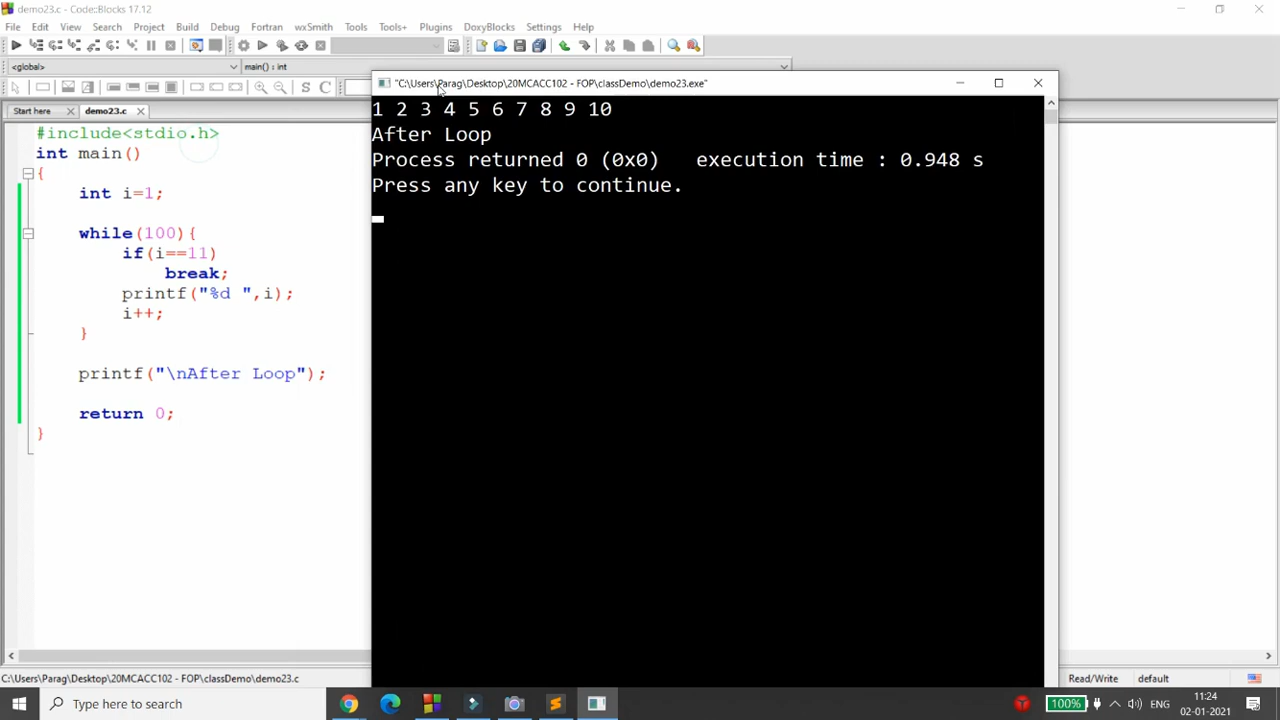 demo23.c - Code::Blocks 17.12
File Edit View Search Project Build Debug Fortran wxSmith Tools Tools+ Plugins DoxyBlocks Settings Help
<global> main() : int
S C
Start here demo23.c
#include<stdio.h>
int main()
{
int i=1;
while(100){
if(i==11)
break;
printf("%d ",i);
i++;
}
printf("\nAfter Loop");
return 0;
}
"C:\Users\Parag\Desktop\20MCACC102 - FOP\classDemo\demo23.exe"
1 2 3 4 5 6 7 8 9 10
After Loop
Process returned 0 (0x0)   execution time : 0.948 s
Press any key to continue.
C:\Users\Parag\Desktop\20MCACC102 - FOP\classDemo\demo23.c
Read/Write default
Type here to search
100% ENG 11:24
02-01-2021